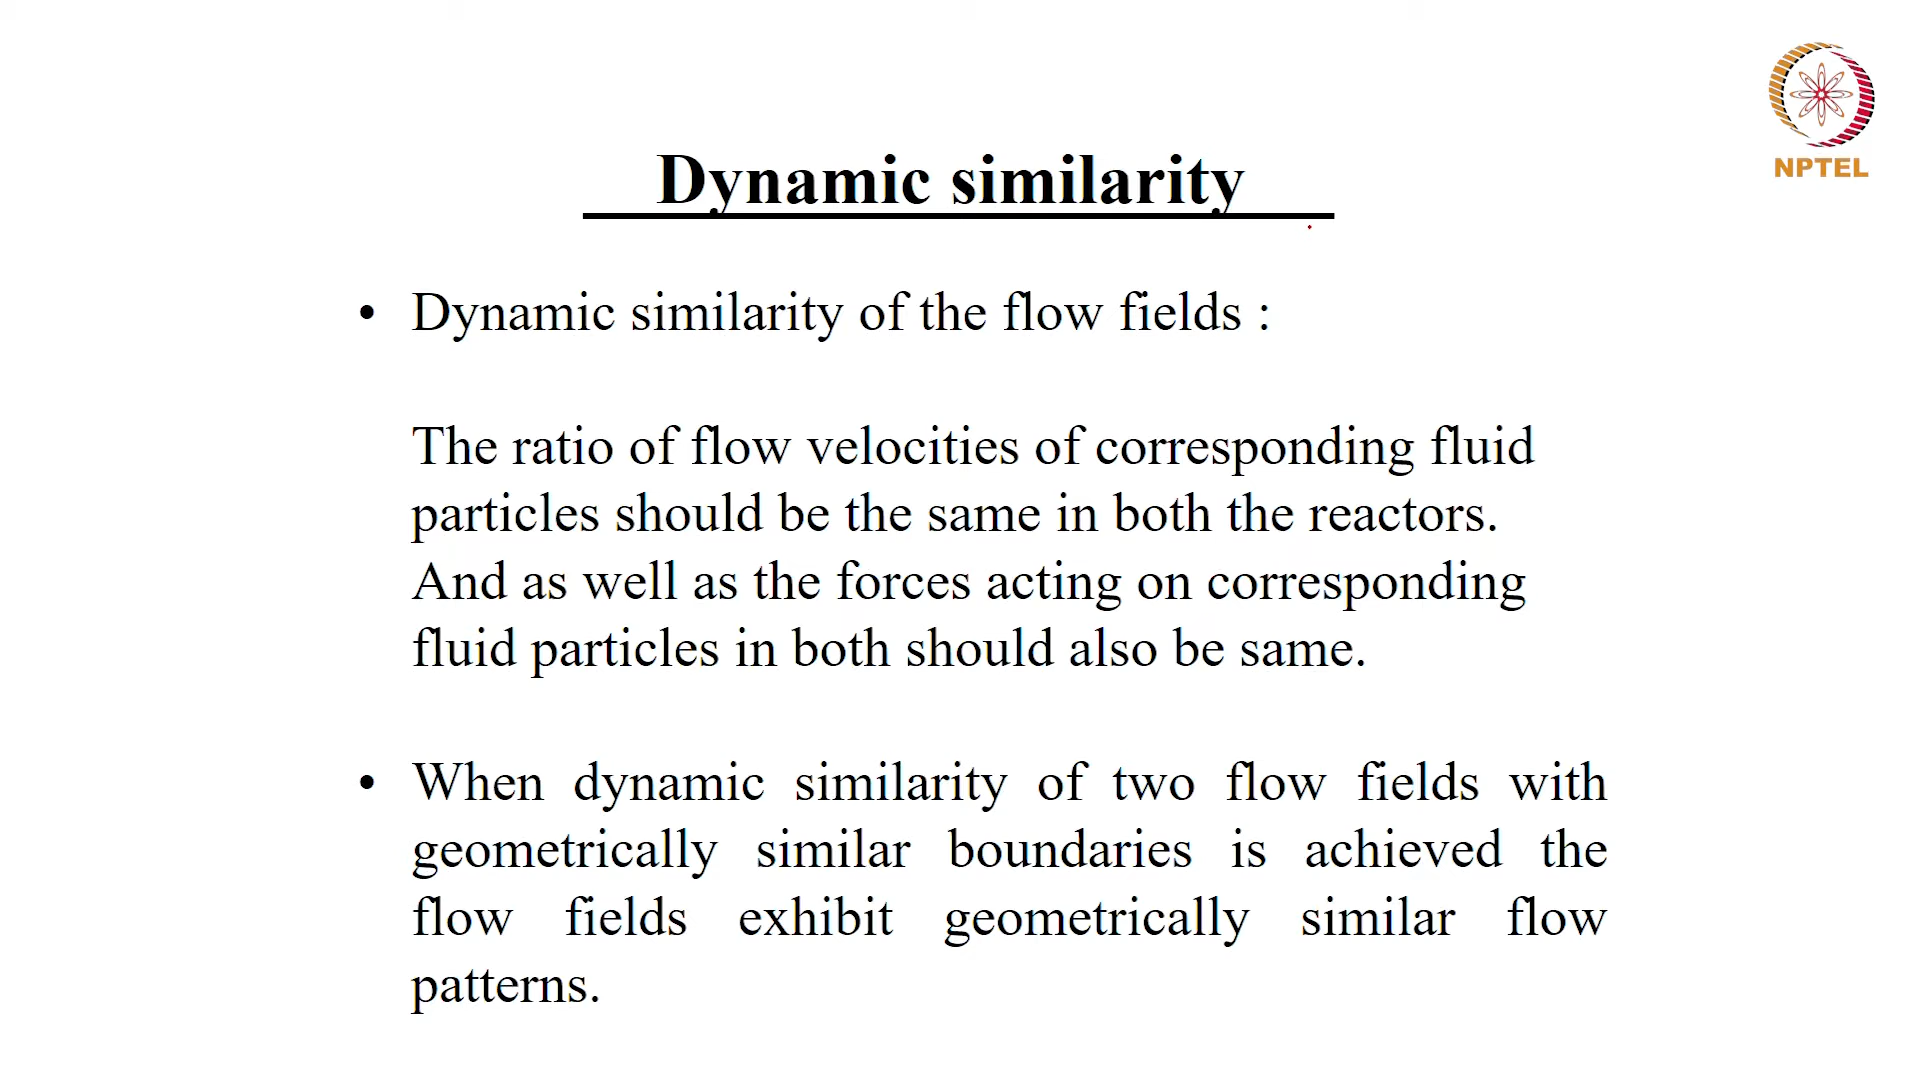 NPTEL
Dynamic similarity
• Dynamic similarity of the flow fields :
The ratio of flow velocities of corresponding fluid
particles should be the same in both the reactors.
And as well as the forces acting on corresponding
fluid particles in both should also be same.
• When dynamic similarity of two flow fields with
geometrically similar boundaries is achieved the
flow fields exhibit geometrically similar flow
patterns.